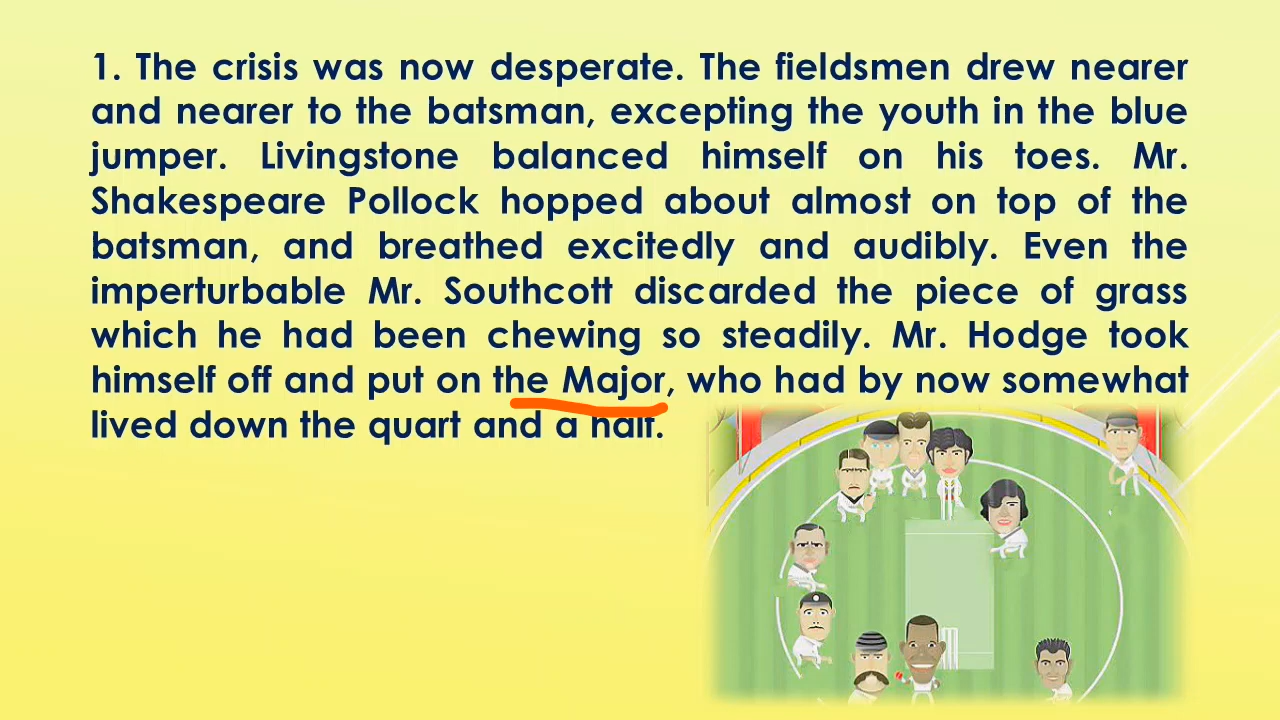 1. The crisis was now desperate. The fieldsmen drew nearer
and nearer to the batsman, excepting the youth in the blue
jumper. Livingstone balanced himself on his toes. Mr.
Shakespeare Pollock hopped about almost on top of the
batsman, and breathed excitedly and audibly. Even the
imperturbable Mr. Southcott discarded the piece of grass
which he had been chewing so steadily. Mr. Hodge took
himself off and put on the Major, who had by now somewhat
lived down the quart and a half.